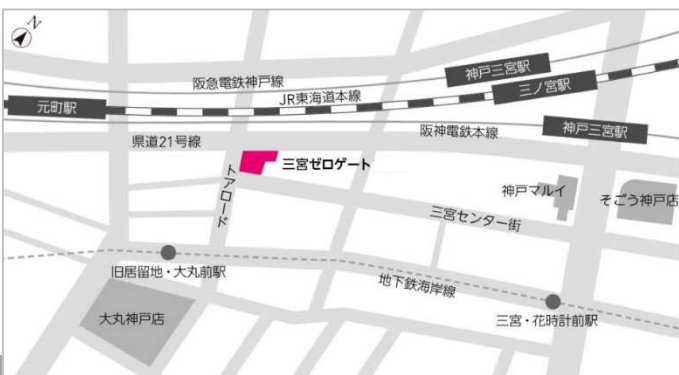 N
神戸三宮駅
阪急電鉄神戸線
三ノ宮駅
JR東海道本線
元町駅
阪神電鉄本線
神戸三宮駅
県道21号線
三宮ゼロゲート
トアロード
神戸マルイ
そごう神戸店
三宮センター街
旧居留地・大丸前駅
地下鉄海岸線
大丸神戸店
三宮・花時計前駅